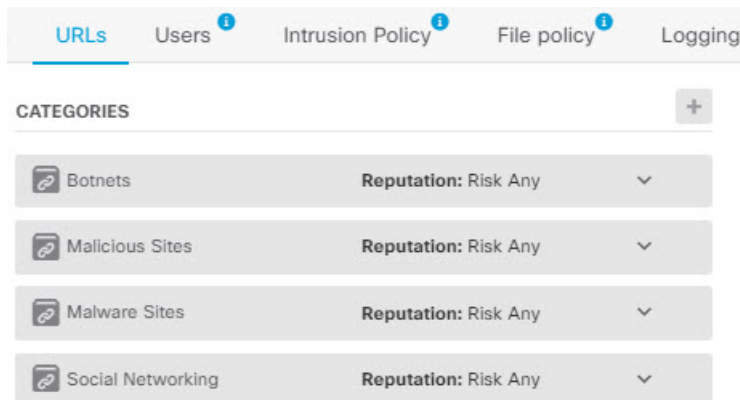 URLs Users Intrusion Policy File policy Logging
CATEGORIES +
Botnets Reputation: Risk Any
Malicious Sites Reputation: Risk Any
Malware Sites Reputation: Risk Any
Social Networking Reputation: Risk Any